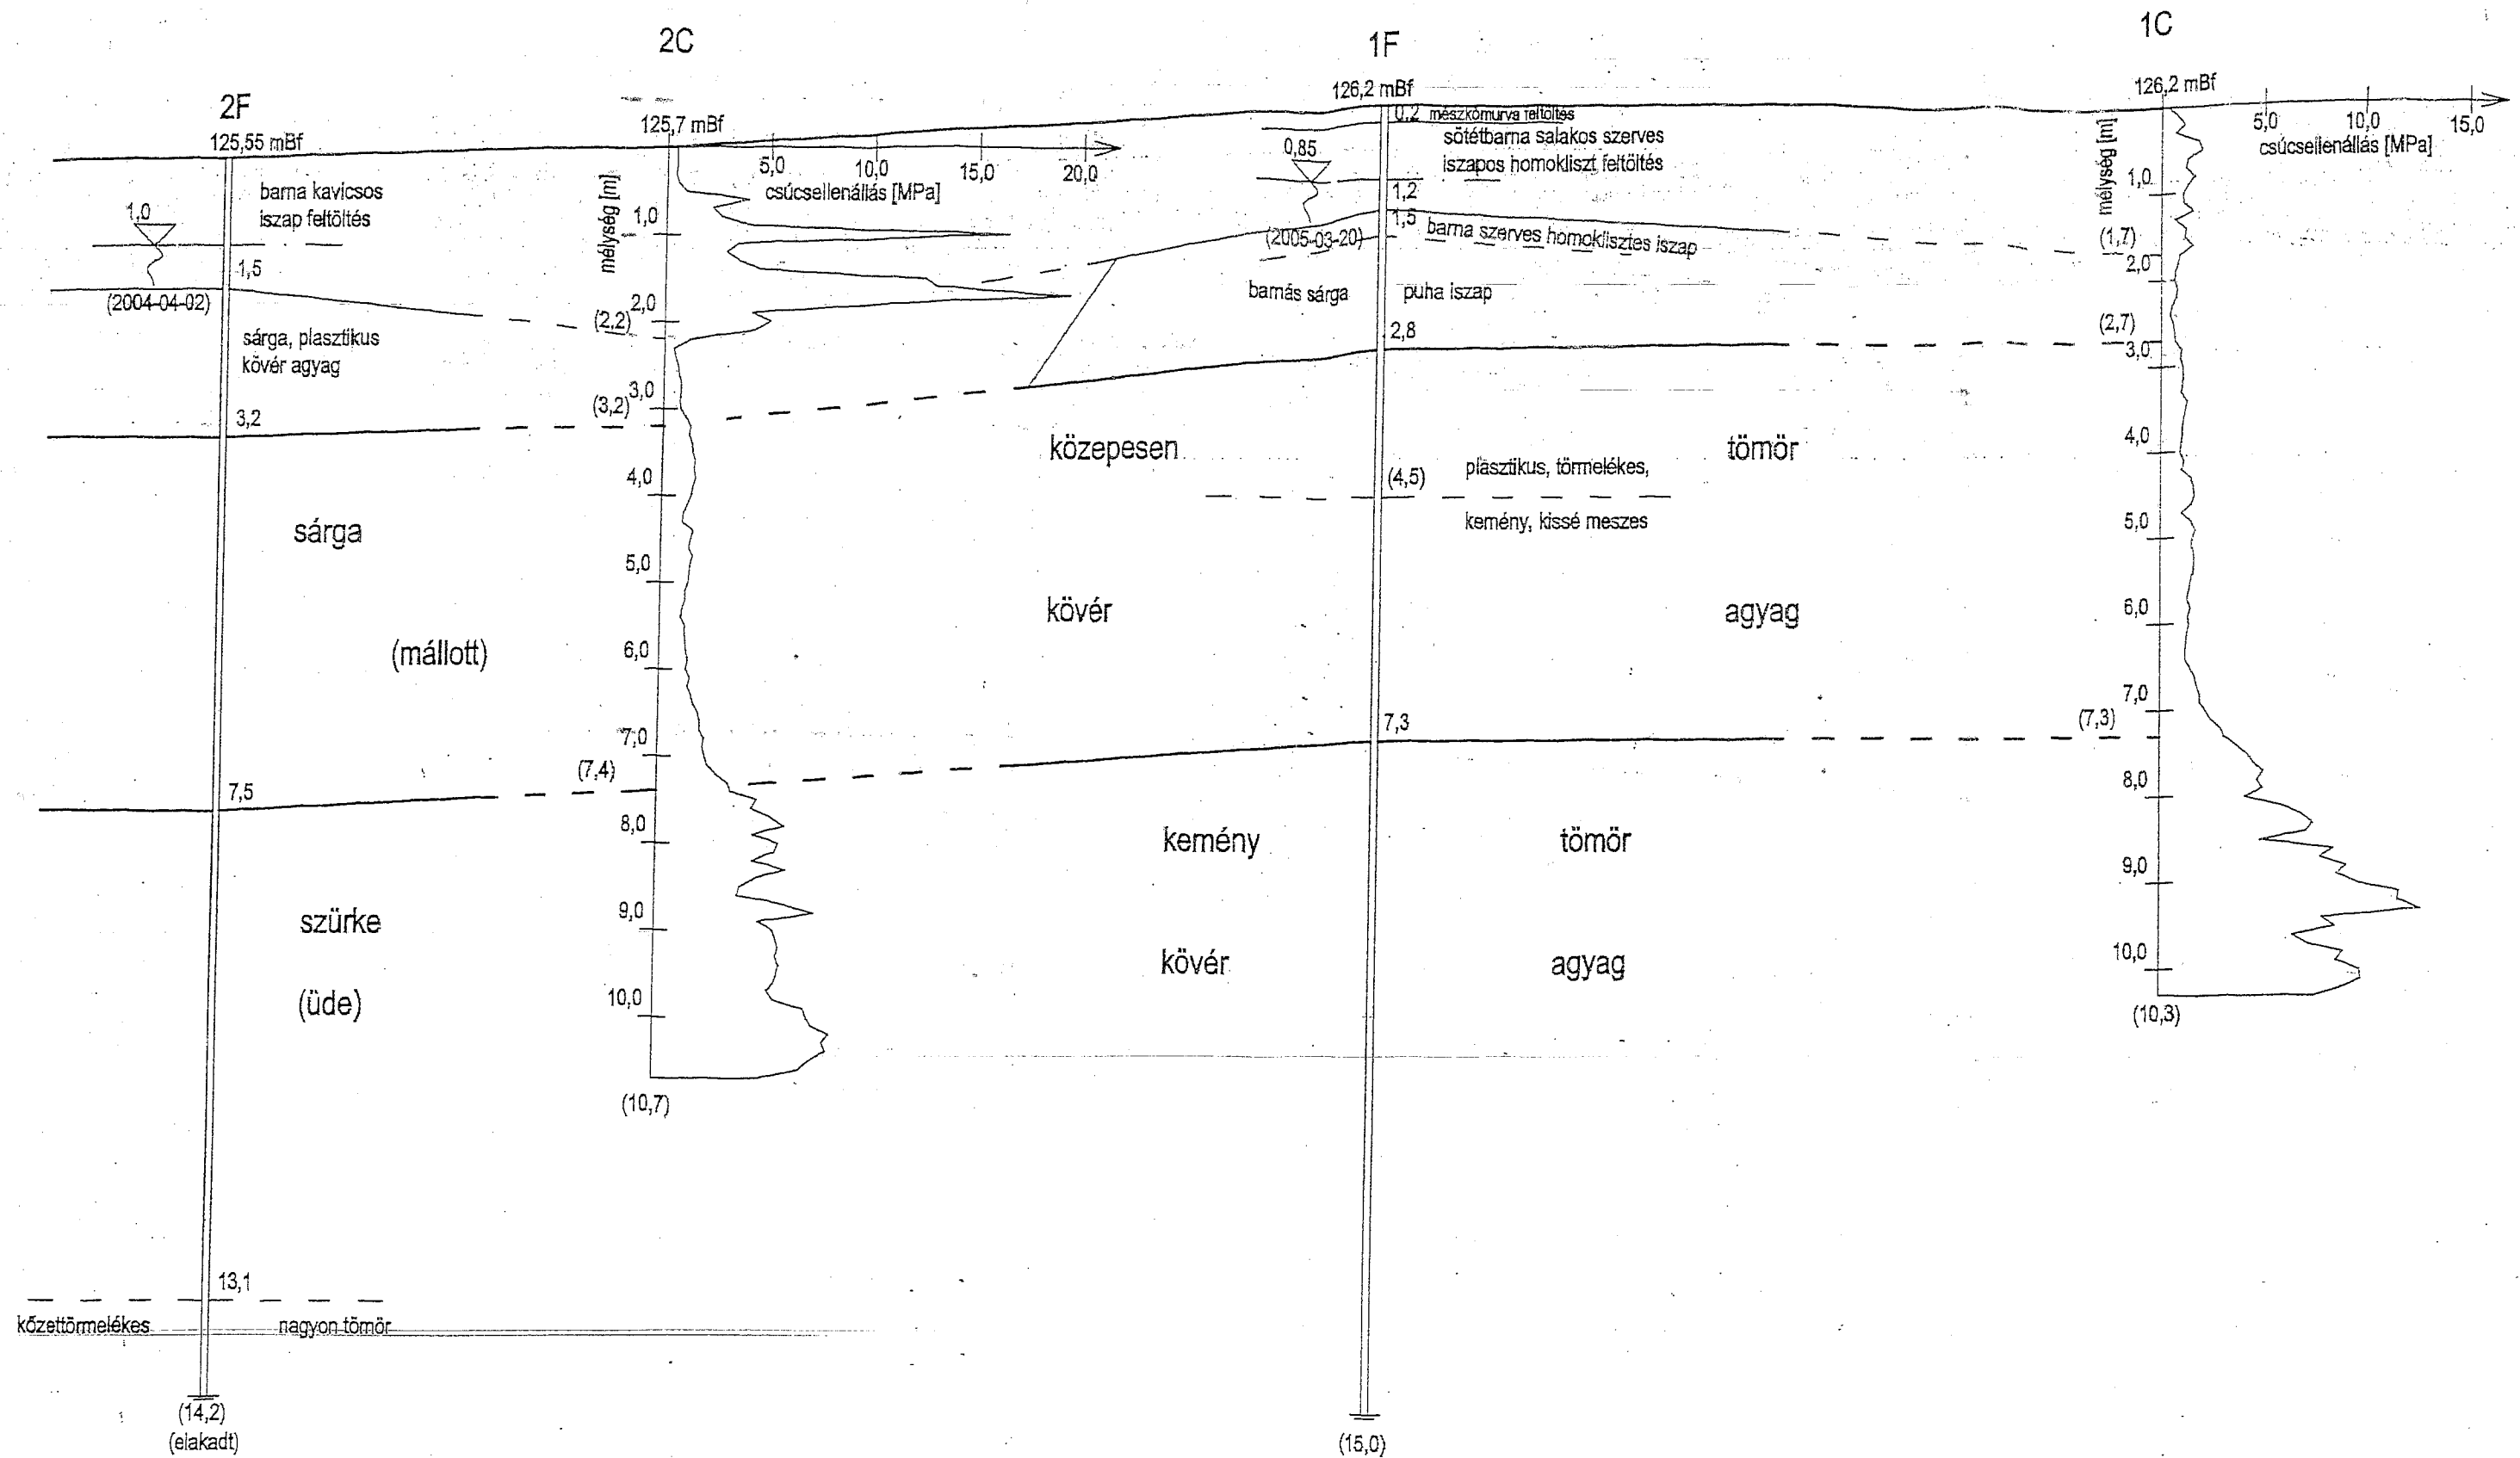 2C
1F
1C
2F
125,55 mBf
125,7 mBf
126,2 mBf
126,2 mBf
barna kavicsos
iszap feltöltés
1,0
1,5
(2004-04-02)
sárga, plasztikus
kövér agyag
3,2
sárga
(mállott)
7,5
szürke
(üde)
13,1
kőzettörmelékes
nagyon tömör
(14,2)
(elakadt)
5,0
10,0
15,0
20,0
csúcsellenállás [MPa]
mélység [m]
1,0
2,0
(2,2)
3,0
(3,2)
4,0
5,0
6,0
7,0
(7,4)
8,0
9,0
10,0
(10,7)
0,2 mészkőmurva feltöltés
sötétbarna salakos szerves
iszapos homokliszt feltöltés
0,85
1,2
1,5
barna szerves homoklisztes iszap
(2005-03-20)
barnás sárga
puha iszap
2,8
közepesen
tömör
(4,5)
plasztikus, törmelékes,
kemény, kissé meszes
kövér
agyag
7,3
kemény
tömör
kövér
agyag
(15,0)
5,0
10,0
15,0
csúcsellenállás [MPa]
mélység [m]
1,0
(1,7)
2,0
(2,7)
3,0
4,0
5,0
6,0
7,0
(7,3)
8,0
9,0
10,0
(10,3)